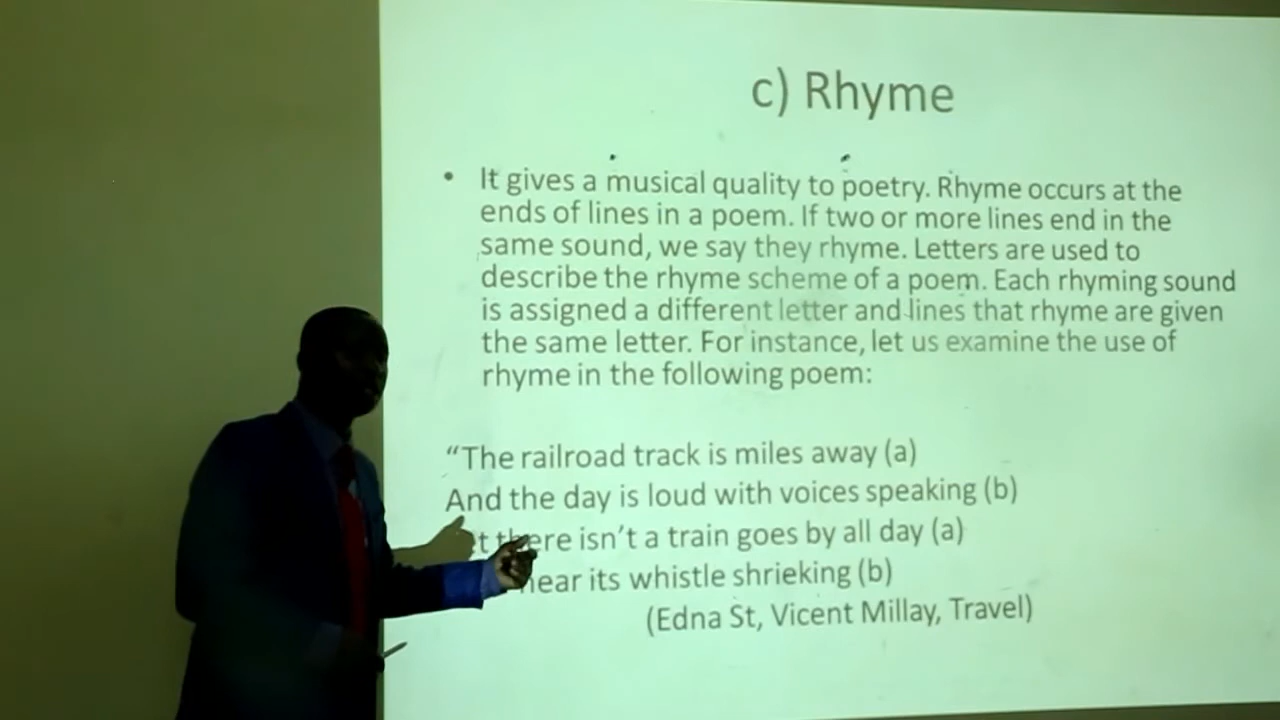 c) Rhyme
• It gives a musical quality to poetry. Rhyme occurs at the
ends of lines in a poem. If two or more lines end in the
same sound, we say they rhyme. Letters are used to
describe the rhyme scheme of a poem. Each rhyming sound
is assigned a different letter and lines that rhyme are given
the same letter. For instance, let us examine the use of
rhyme in the following poem:
“The railroad track is miles away (a)
And the day is loud with voices speaking (b)
there isn’t a train goes by all day (a)
hear its whistle shrieking (b)
(Edna St, Vicent Millay, Travel)